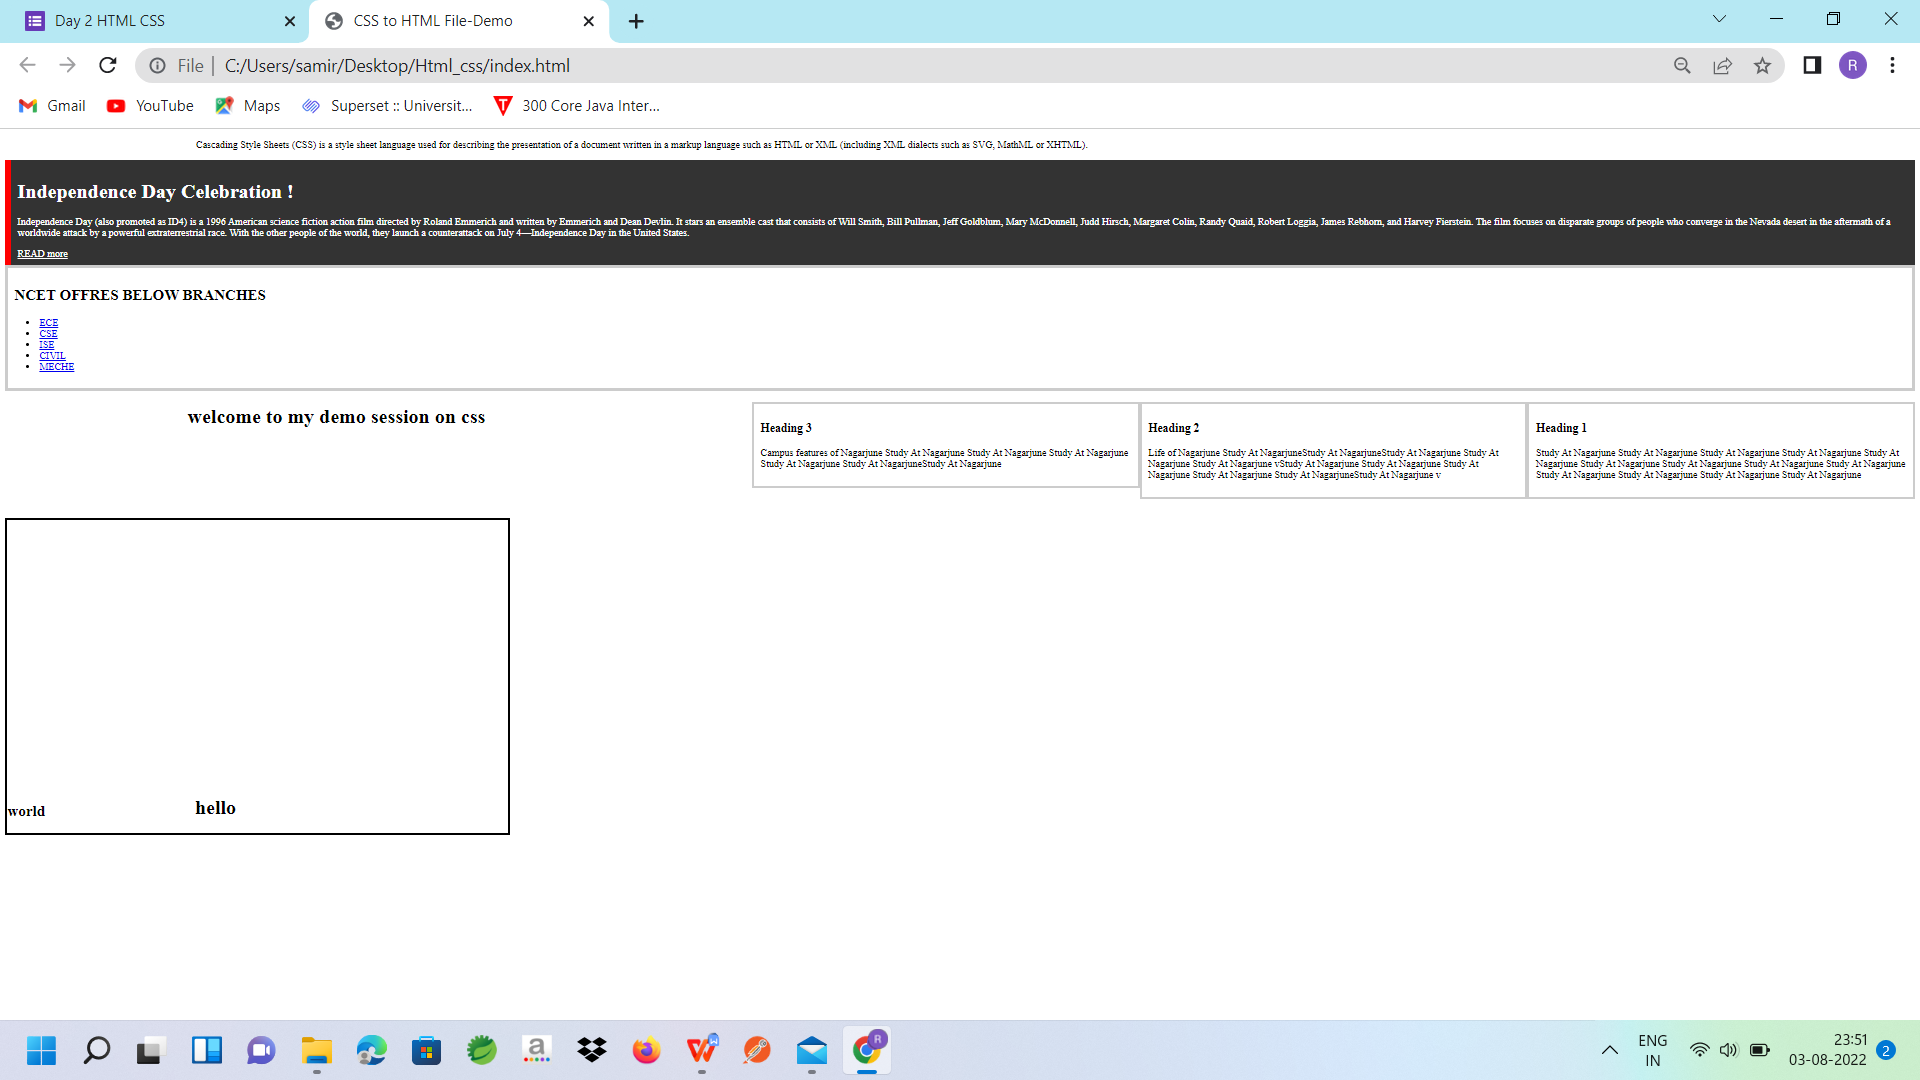 Day 2 HTML CSS
CSS to HTML File-Demo
File | C:/Users/samir/Desktop/Html_css/index.html
R
Gmail
YouTube
Maps
Superset :: Universit...
300 Core Java Inter...
Cascading Style Sheets (CSS) is a style sheet language used for describing the presentation of a document written in a markup language such as HTML or XML (including XML dialects such as SVG, MathML or XHTML).
Independence Day Celebration !
Independence Day (also promoted as ID4) is a 1996 American science fiction action film directed by Roland Emmerich and written by Emmerich and Dean Devlin. It stars an ensemble cast that consists of Will Smith, Bill Pullman, Jeff Goldblum, Mary McDonnell, Judd Hirsch, Margaret Colin, Randy Quaid, Robert Loggia, James Rebhorn, and Harvey Fierstein. The film focuses on disparate groups of people who converge in the Nevada desert in the aftermath of a
worldwide attack by a powerful extraterrestrial race. With the other people of the world, they launch a counterattack on July 4—Independence Day in the United States.
READ more
NCET OFFRES BELOW BRANCHES
ECE
CSE
ISE
CIVIL
MECHE
welcome to my demo session on css
Heading 3
Campus features of Nagarjune Study At Nagarjune Study At Nagarjune Study At Nagarjune
Study At Nagarjune Study At NagarjuneStudy At Nagarjune
Heading 2
Life of Nagarjune Study At NagarjuneStudy At NagarjuneStudy At Nagarjune Study At
Nagarjune Study At Nagarjune vStudy At Nagarjune Study At Nagarjune Study At
Nagarjune Study At Nagarjune Study At NagarjuneStudy At Nagarjune v
Heading 1
Study At Nagarjune Study At Nagarjune Study At Nagarjune Study At Nagarjune Study At
Nagarjune Study At Nagarjune Study At Nagarjune Study At Nagarjune Study At Nagarjune
Study At Nagarjune Study At Nagarjune Study At Nagarjune Study At Nagarjune
world
hello
a
W
R
ENG
IN
23:51
03-08-2022
2